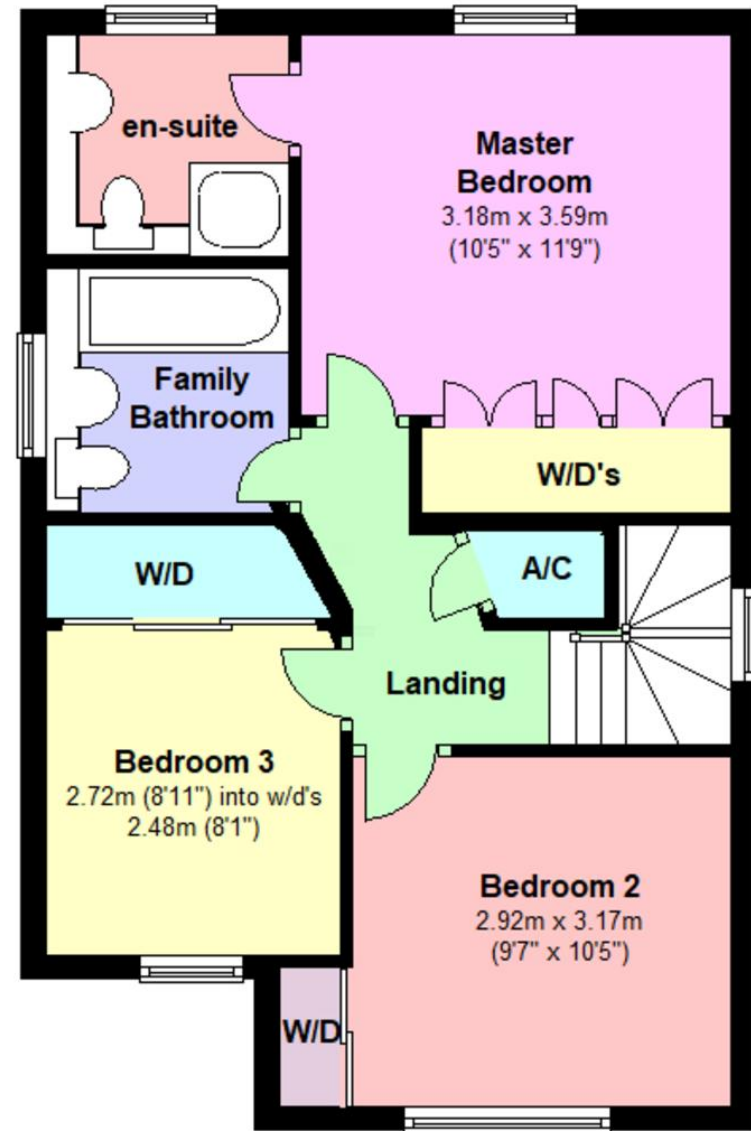 en-suite
Master
Bedroom
3.18m x 3.59m
(10'5" x 11'9")
Family
Bathroom
W/D's
W/D
A/C
Landing
Bedroom 3
2.72m (8'11") into w/d's
2.48m (8'1")
Bedroom 2
2.92m x 3.17m
(9'7" x 10'5")
W/D